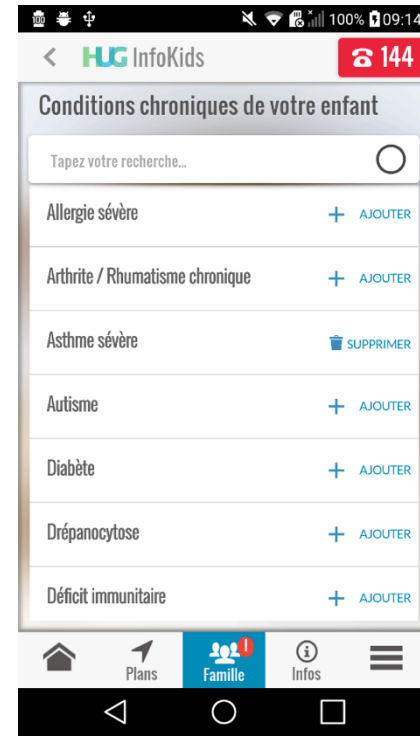 100% 09:14
HUG InfoKids
144
Conditions chroniques de votre enfant
Tapez votre recherche...
Allergie sévère + AJOUTER
Arthrite / Rhumatisme chronique + AJOUTER
Asthme sévère SUPPRIMER
Autisme + AJOUTER
Diabète + AJOUTER
Drépanocytose + AJOUTER
Déficit immunitaire + AJOUTER
Plans Famille Infos